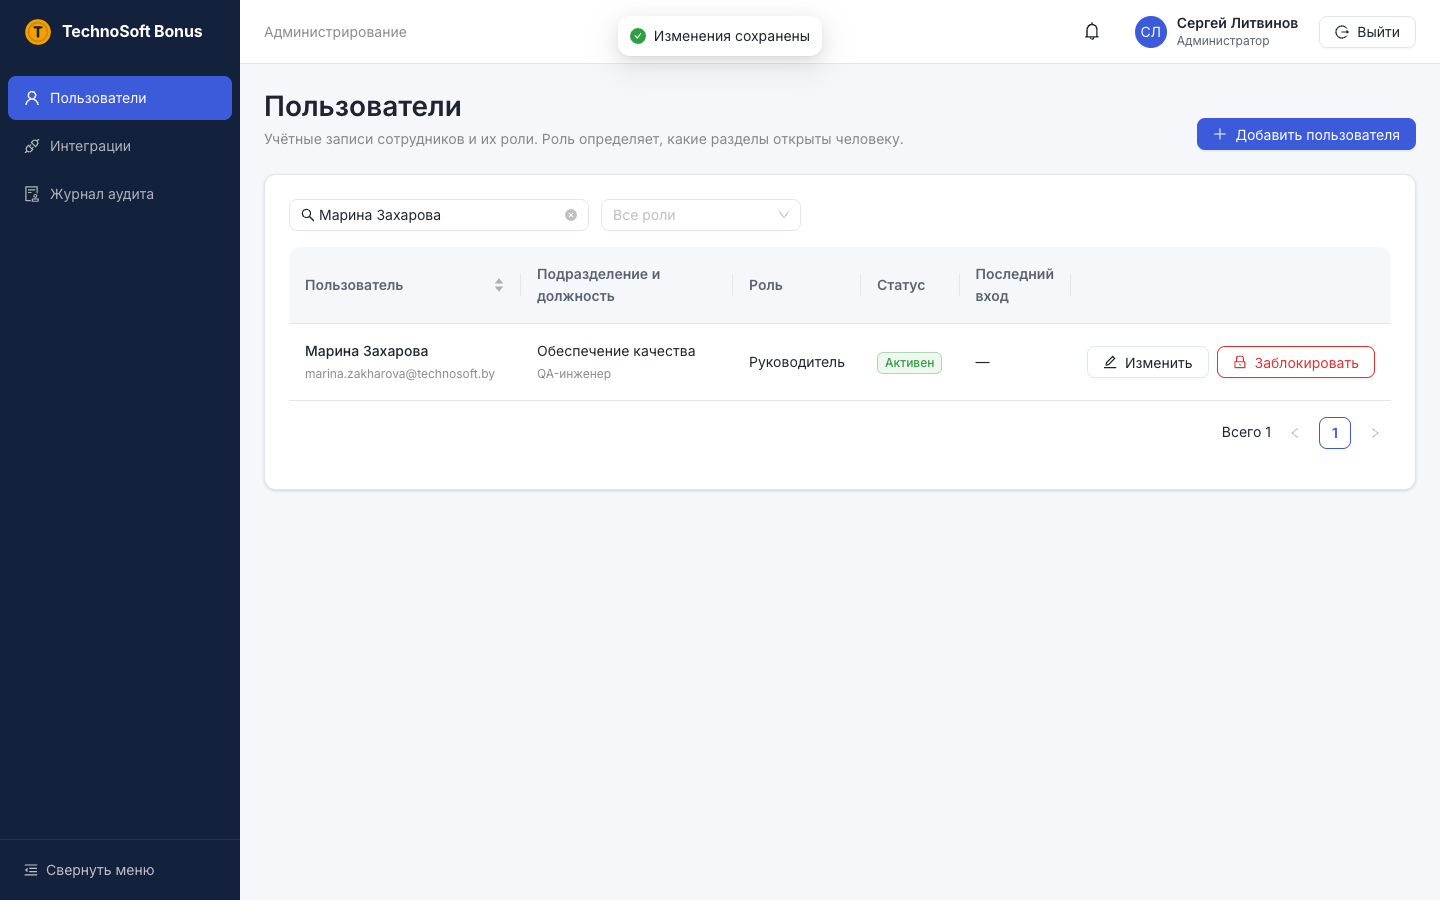 TechnoSoft Bonus
Администрирование
Изменения сохранены
СЛ
Сергей Литвинов
Администратор
Выйти
Пользователи
Интеграции
Журнал аудита
Свернуть меню
Пользователи
Учётные записи сотрудников и их роли. Роль определяет, какие разделы открыты человеку.
Добавить пользователя
Марина Захарова
Все роли
Пользователь
Подразделение и
должность
Роль
Статус
Последний
вход
Марина Захарова
marina.zakharova@technosoft.by
Обеспечение качества
QA-инженер
Руководитель
Активен
—
Изменить
Заблокировать
Всего 1
1